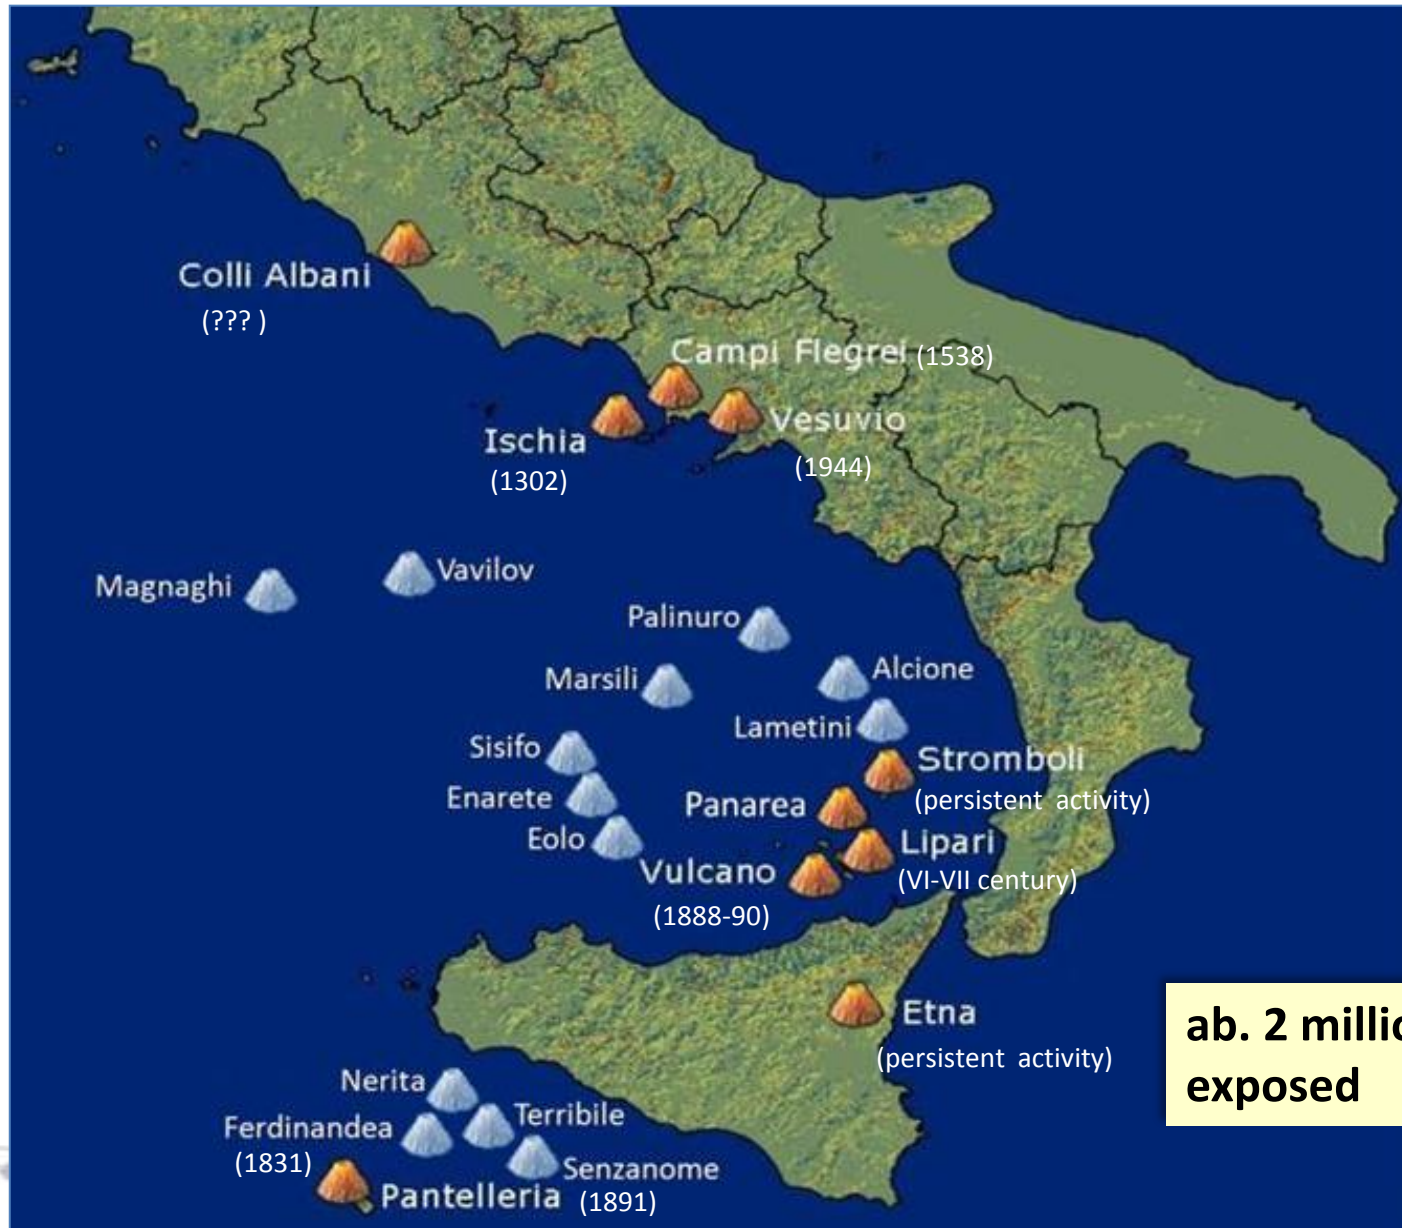 Colli Albani
(??? )
Campi Flegrei (1538)
Vesuvio
(1944)
Ischia
(1302)
Magnaghi
Vavilov
Palinuro
Marsili
Alcione
Lametini
Sisifo
Stromboli
(persistent activity)
Enarete
Panarea
Eolo
Lipari
(VI-VII century)
Vulcano
(1888-90)
Etna
(persistent activity)
ab. 2 millio
exposed
Nerita
Terribile
Ferdinandea
(1831)
Senzanome
Pantelleria (1891)